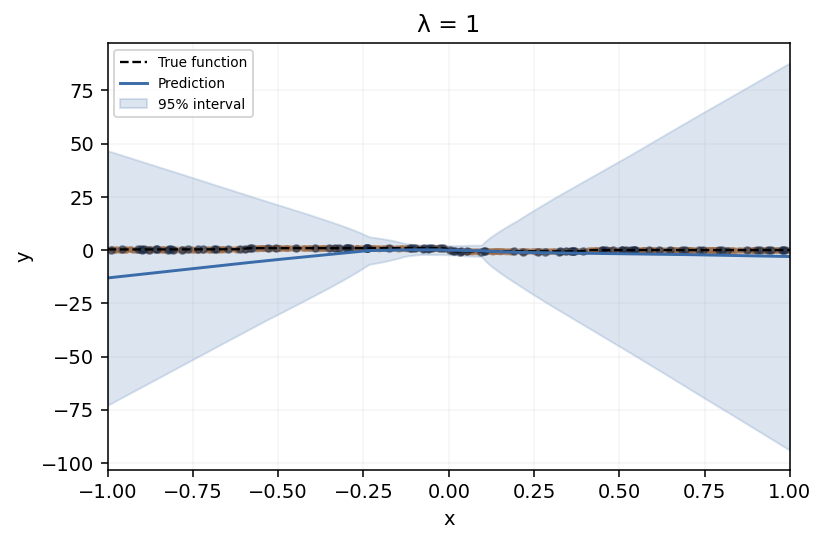 λ = 1
True function
Prediction
95% interval
y
75
50
25
0
−25
−50
−75
−100
−1.00 −0.75 −0.50 −0.25 0.00 0.25 0.50 0.75 1.00
x